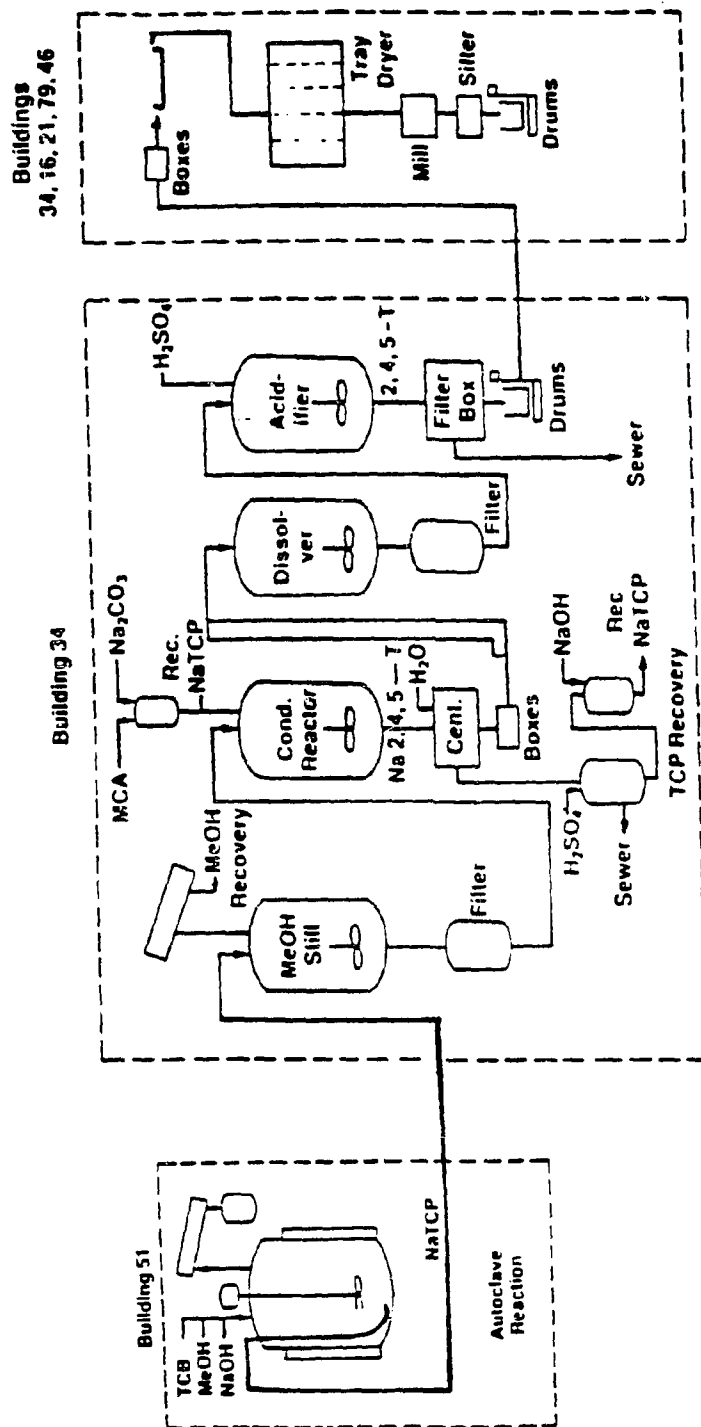 Building 51
TCB
MeOH
NaOH
NaTCP
Autoclave
Reaction
Building 34
MeOH
Recovery
MeOH
Still
Filter
MCA
Na₂CO₃
Rec.
NaTCP
Cond.
Reactor
Na 2, 4, 5 — T
H₂O
Cent.
Boxes
H₂SO₄
Sewer
NaOH
Rec
NaTCP
TCP Recovery
Dissol-
ver
Filter
H₂SO₄
Acid-
ifier
2, 4, 5 - T
Filter
Box
Drums
Sewer
Buildings
34, 16, 21, 79, 46
Boxes
Tray
Dryer
Mill
Sifter
Drums